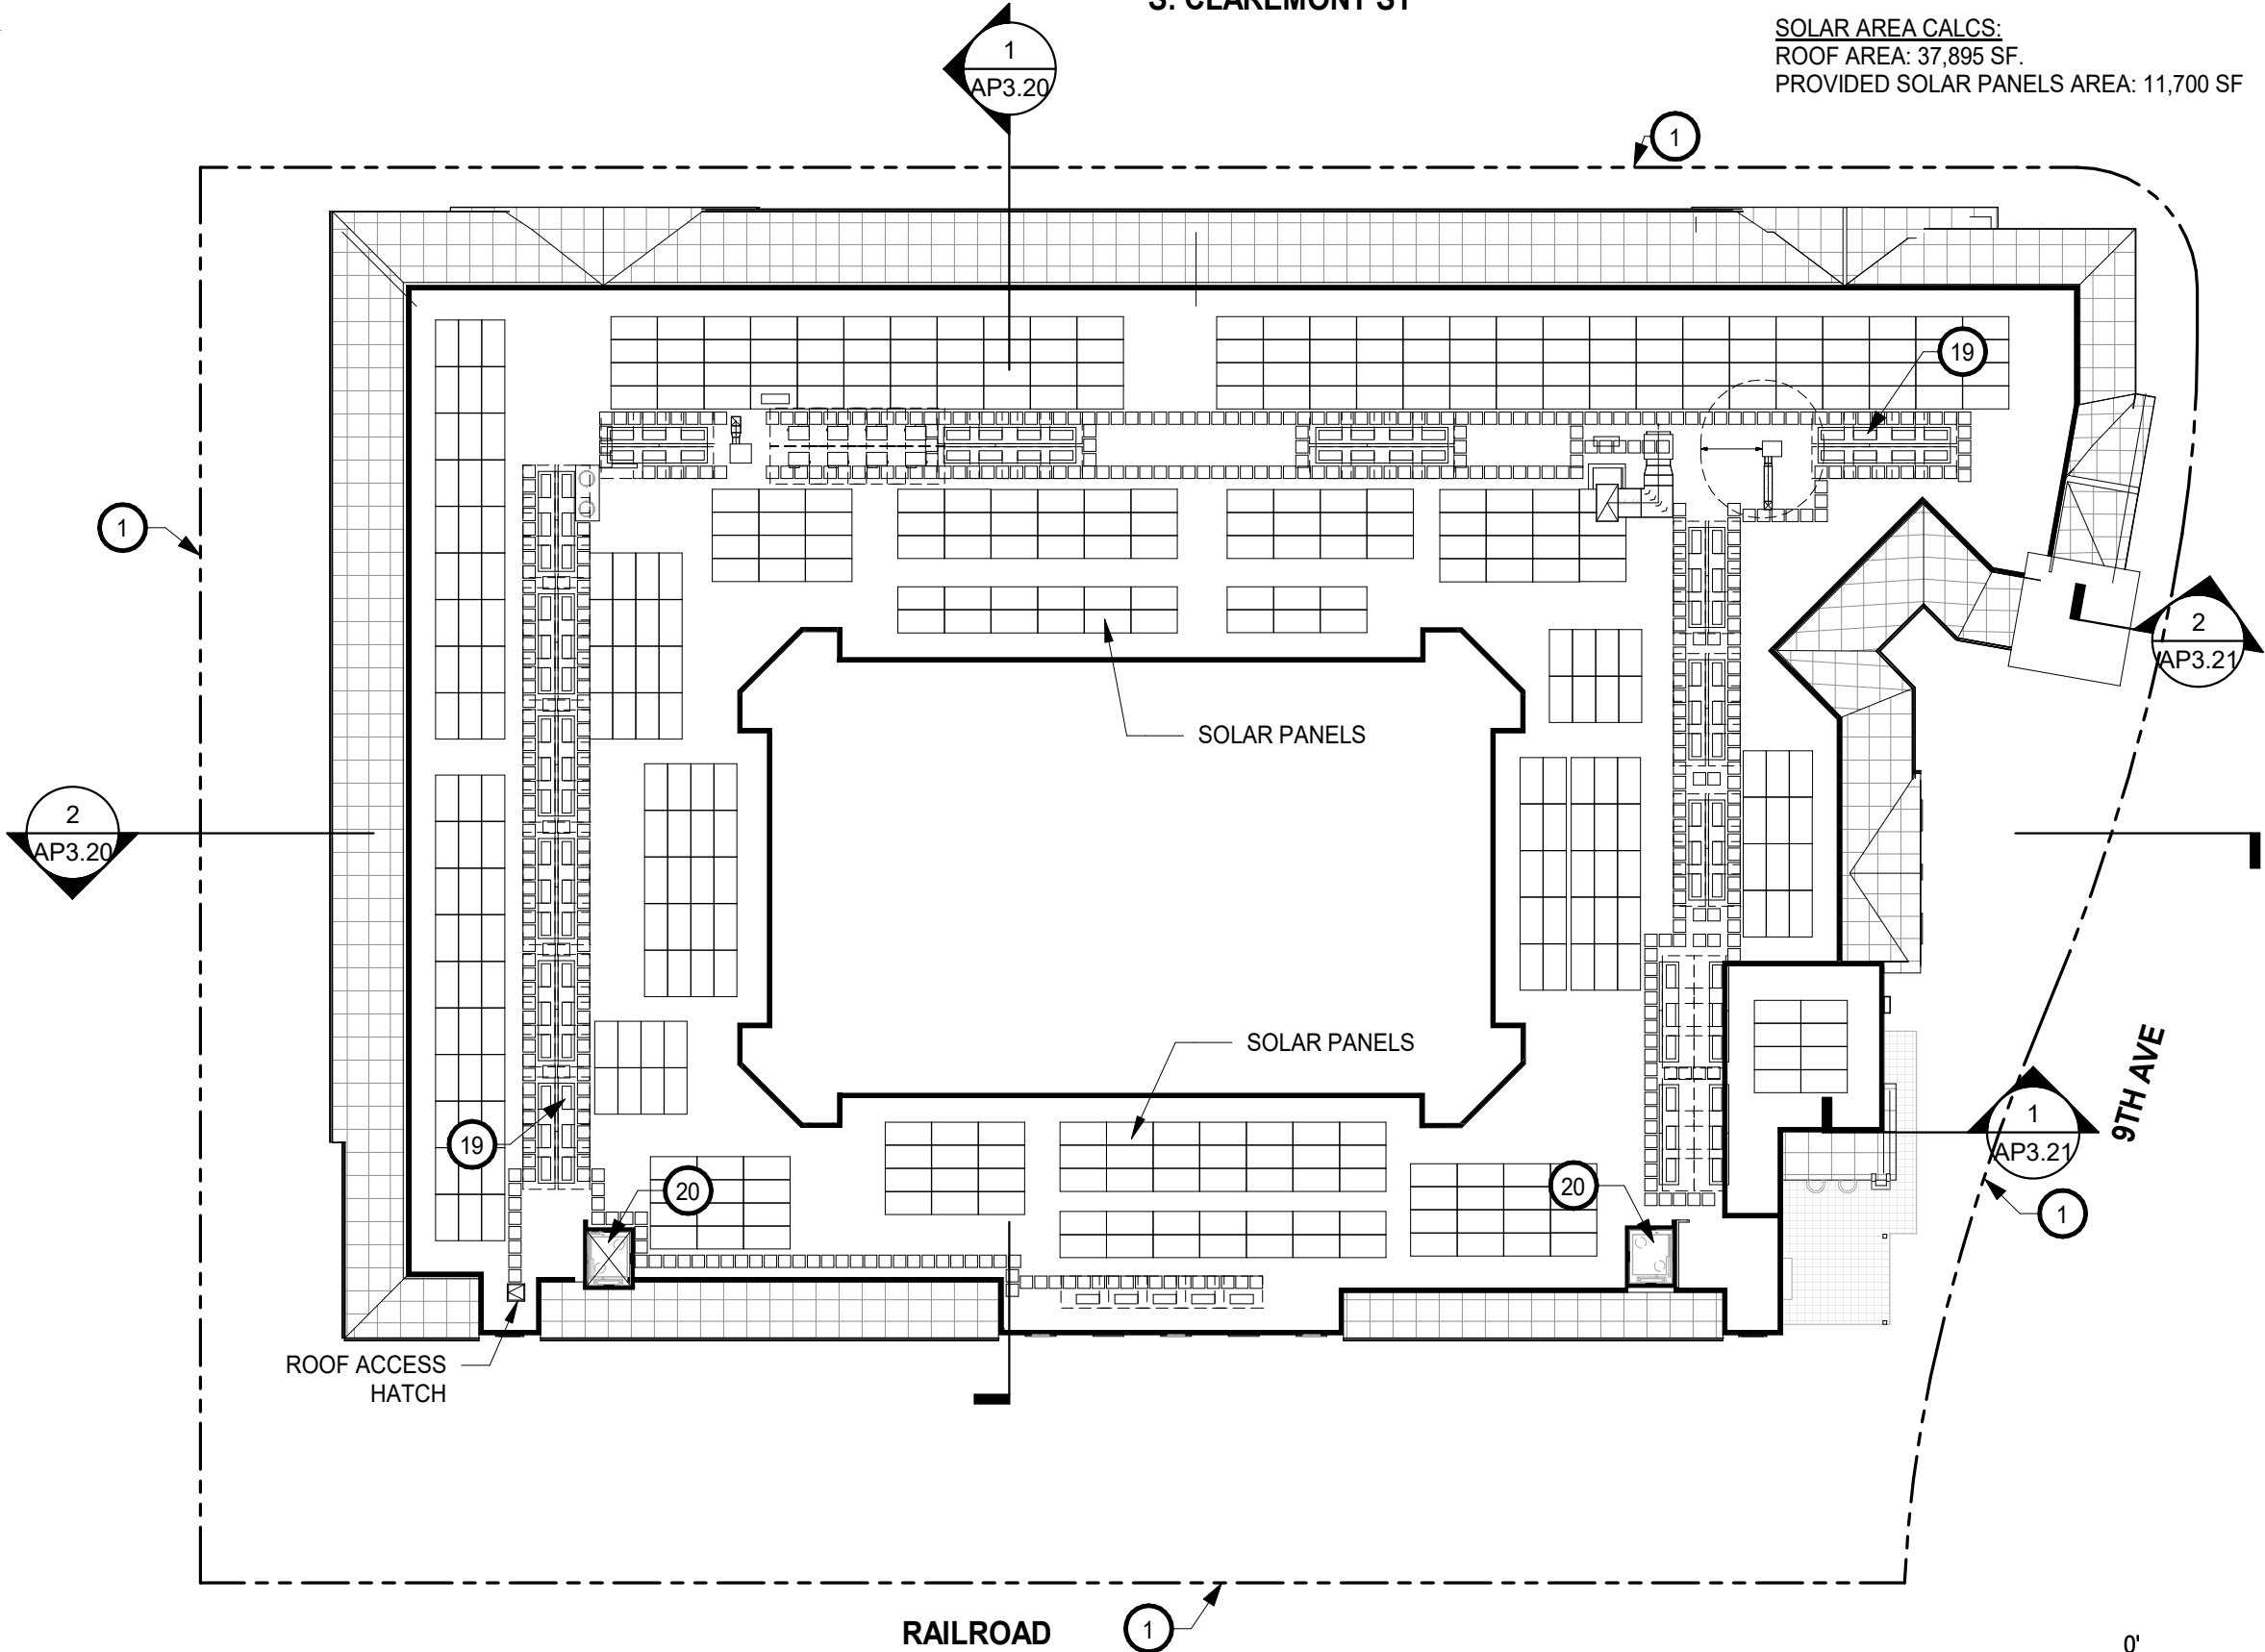 S. CLAREMONT ST
SOLAR AREA CALCS:
ROOF AREA: 37,895 SF.
PROVIDED SOLAR PANELS AREA: 11,700 SF
1
AP3.20
1
19
1
2
AP3.21
SOLAR PANELS
2
AP3.20
SOLAR PANELS
9TH AVE
1
AP3.21
19
20
20
1
ROOF ACCESS
HATCH
RAILROAD
1
0'